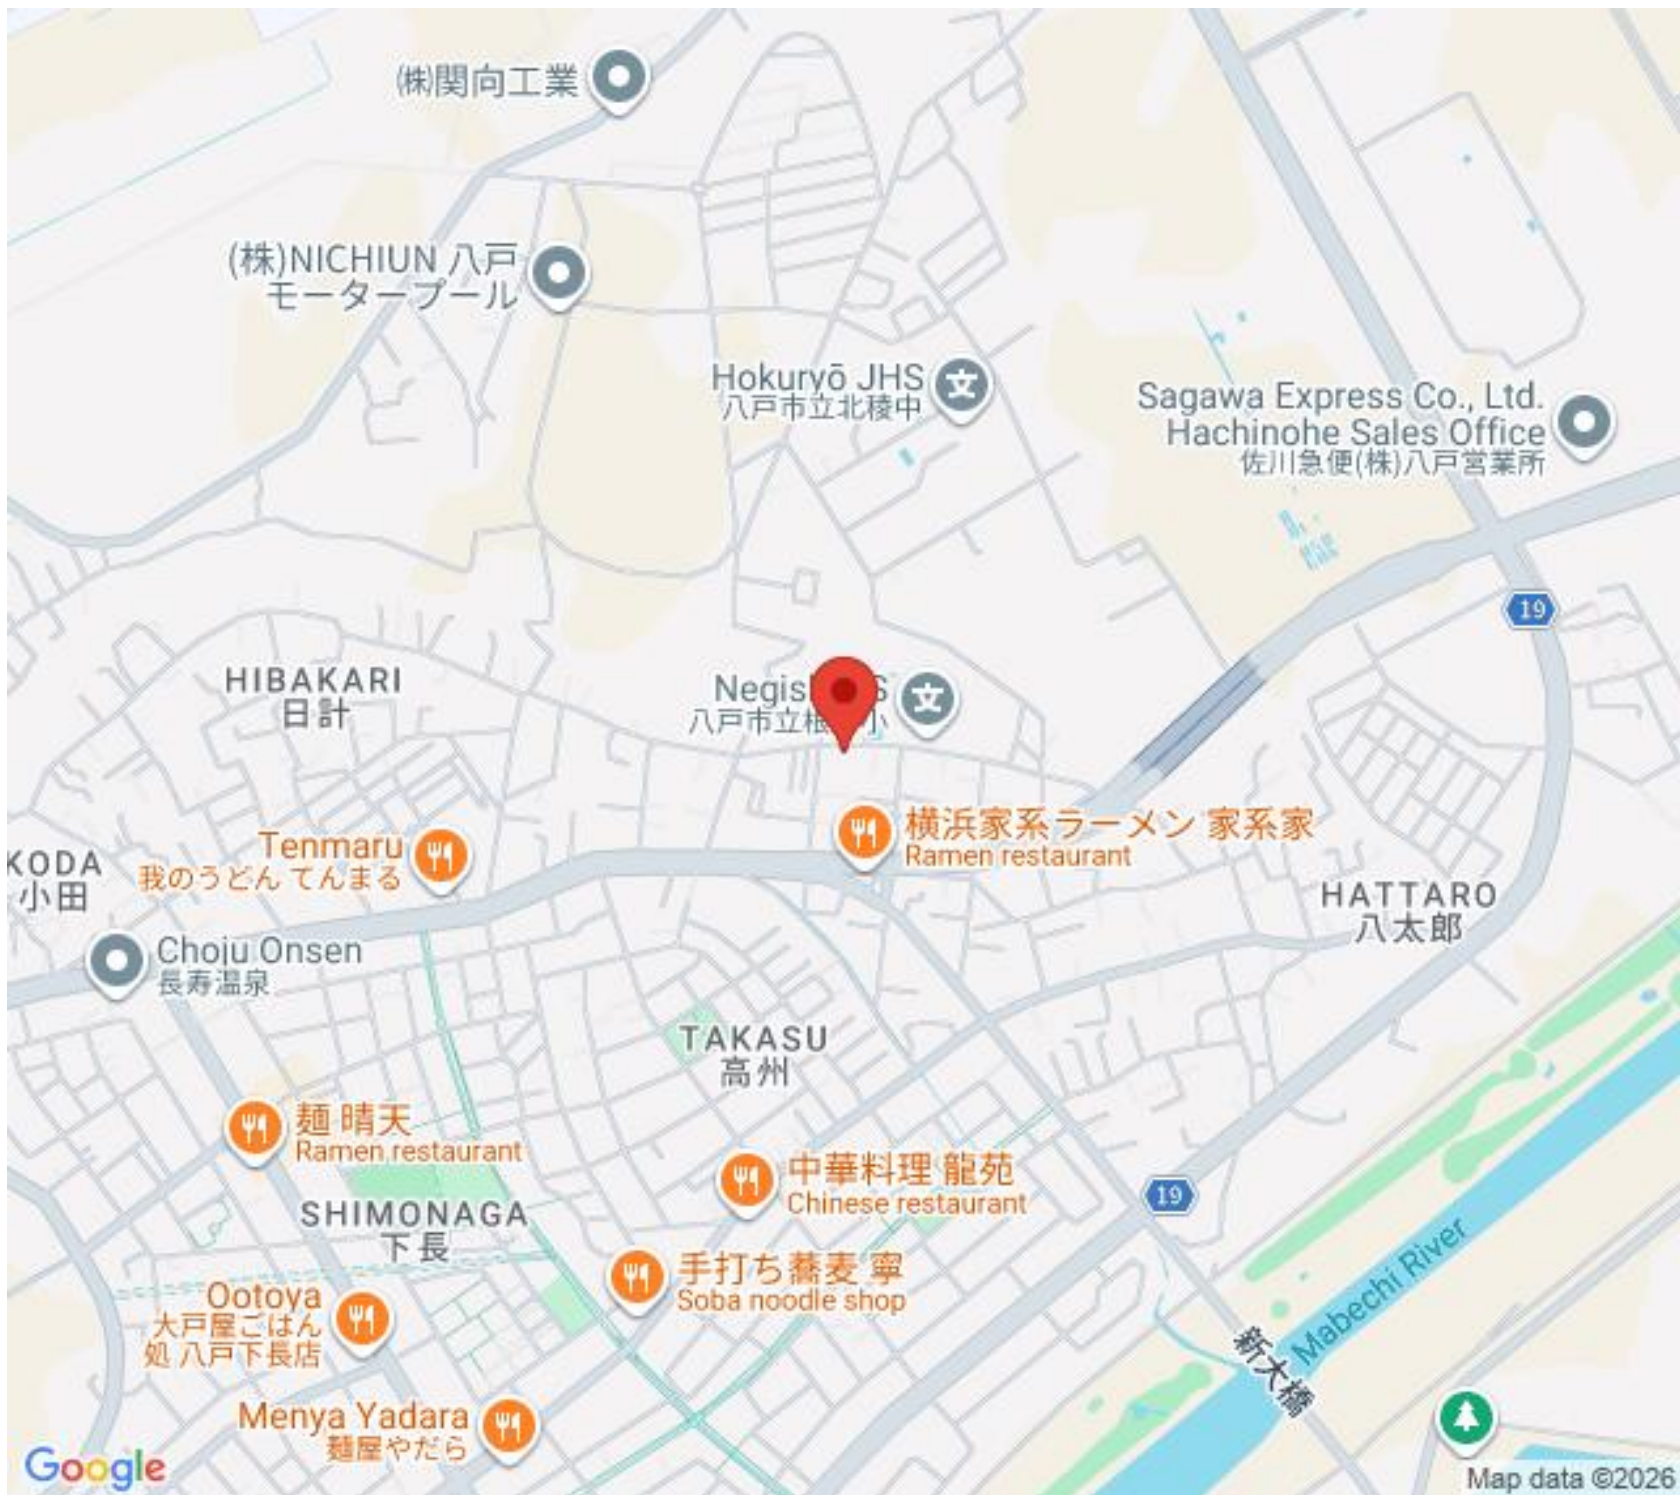 ㈱関向工業
(株)NICHIUN 八戸
モータープール
Hokuryō JHS
八戸市立北稜中
Sagawa Express Co., Ltd.
Hachinohe Sales Office
佐川急便(株)八戸営業所
19
HIBAKARI
日計
八戸市立
小
Tenmaru
我のうどん てんまる
横浜家系ラーメン 家系家
Ramen restaurant
KODA
小田
HATTARO
八太郎
Choju Onsen
長寿温泉
TAKASU
高州
麺 晴天
Ramen restaurant
中華料理 龍苑
Chinese restaurant
19
SHIMONAGA
下長
手打ち蕎麦 寧
Soba noodle shop
Ootoya
大戸屋ごはん
処 八戸下長店
Mabechi River
新大橋
Menya Yadara
麺屋やだら
Google
Map data ©2026